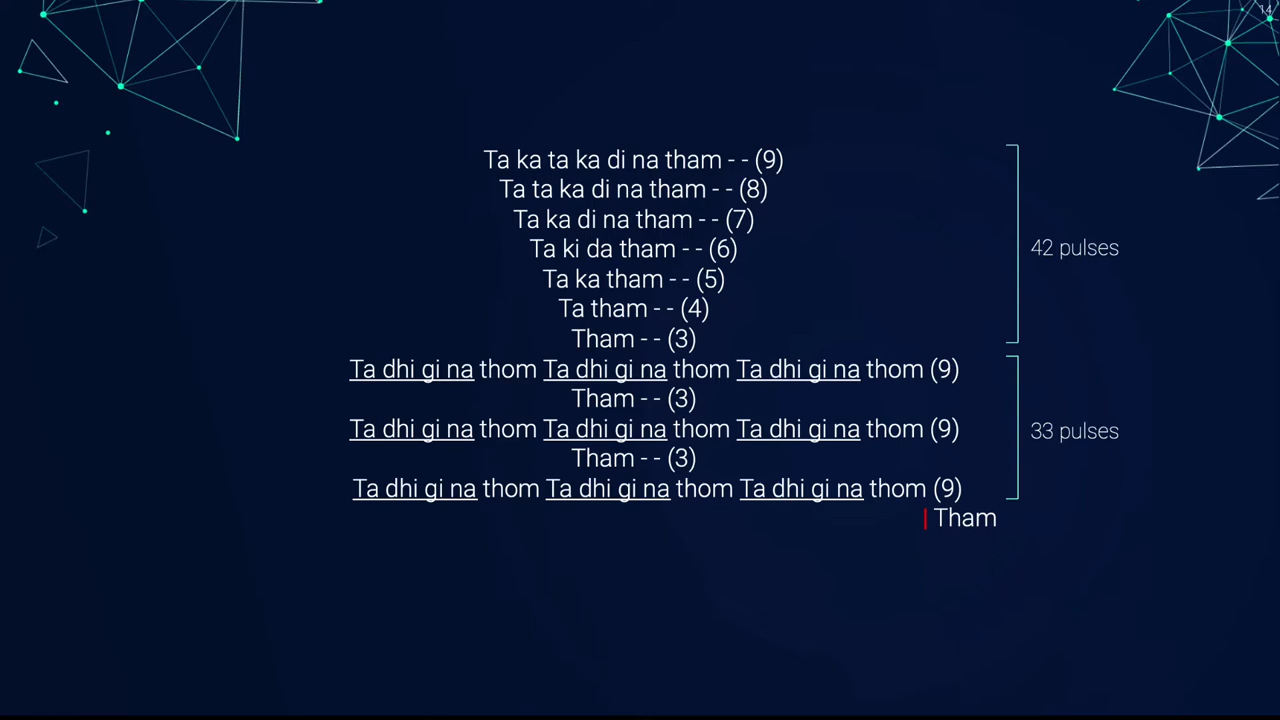 14
Ta ka ta ka di na tham - - (9)
Ta ta ka di na tham - - (8)
Ta ka di na tham - - (7)
Ta ki da tham - - (6)
Ta ka tham - - (5)
Ta tham - - (4)
Tham - - (3)
42 pulses
Ta dhi gi na thom Ta dhi gi na thom Ta dhi gi na thom (9)
Tham - - (3)
Ta dhi gi na thom Ta dhi gi na thom Ta dhi gi na thom (9)
Tham - - (3)
Ta dhi gi na thom Ta dhi gi na thom Ta dhi gi na thom (9)
33 pulses
| Tham